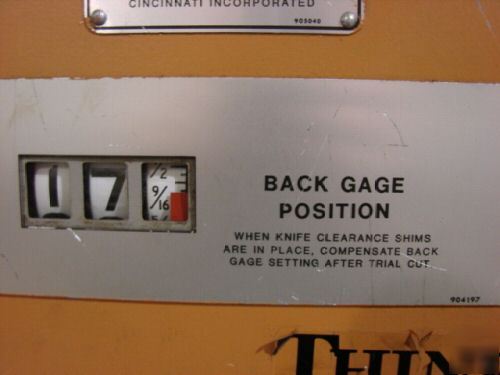 CINCINNATI INCORPORATED
905040
1 7 1/2
9/16
BACK GAGE
POSITION
WHEN KNIFE CLEARANCE SHIMS
ARE IN PLACE, COMPENSATE BACK
GAGE SETTING AFTER TRIAL CUT
904197